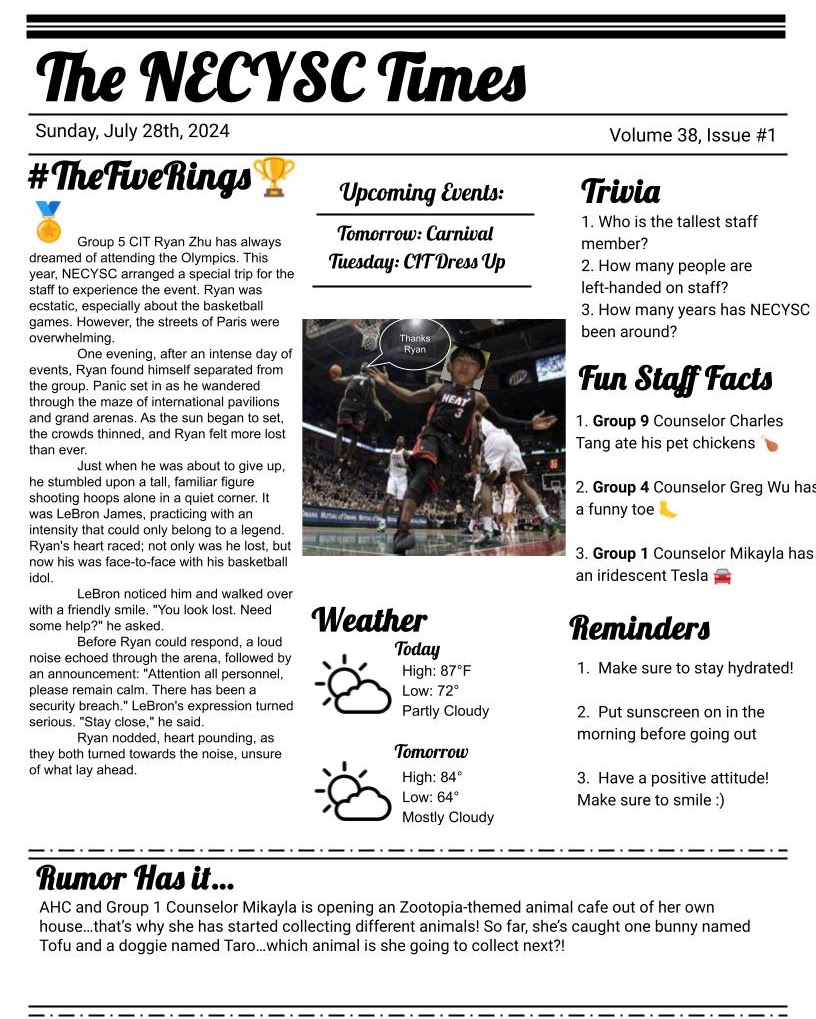 The NECYSC Times
Sunday, July 28th, 2024
Volume 38, Issue #1
#TheFiveRings🏆
🏅
Group 5 CIT Ryan Zhu has always
dreamed of attending the Olympics. This
year, NECYSC arranged a special trip for the
staff to experience the event. Ryan was
ecstatic, especially about the basketball
games. However, the streets of Paris were
overwhelming.
One evening, after an intense day of
events, Ryan found himself separated from
the group. Panic set in as he wandered
through the maze of international pavilions
and grand arenas. As the sun began to set,
the crowds thinned, and Ryan felt more lost
than ever.
Just when he was about to give up,
he stumbled upon a tall, familiar figure
shooting hoops alone in a quiet corner. It
was LeBron James, practicing with an
intensity that could only belong to a legend.
Ryan's heart raced; not only was he lost, but
now his was face-to-face with his basketball
idol.
LeBron noticed him and walked over
with a friendly smile. "You look lost. Need
some help?" he asked.
Before Ryan could respond, a loud
noise echoed through the arena, followed by
an announcement: "Attention all personnel,
please remain calm. There has been a
security breach." LeBron's expression turned
serious. "Stay close," he said.
Ryan nodded, heart pounding, as
they both turned towards the noise, unsure
of what lay ahead.
Upcoming Events:
Tomorrow: Carnival
Tuesday: CIT Dress Up
Thanks
Ryan
HEAT
3
Weather
Today
High: 87°F
Low: 72°
Partly Cloudy
Tomorrow
High: 84°
Low: 64°
Mostly Cloudy
Trivia
1. Who is the tallest staff
member?
2. How many people are
left-handed on staff?
3. How many years has NECYSC
been around?
Fun Staff Facts
1. Group 9 Counselor Charles
Tang ate his pet chickens 🍗
2. Group 4 Counselor Greg Wu has
a funny toe 🦶
3. Group 1 Counselor Mikayla has
an iridescent Tesla 🚘
Reminders
1. Make sure to stay hydrated!
2. Put sunscreen on in the
morning before going out
3. Have a positive attitude!
Make sure to smile :)
Rumor Has it...
AHC and Group 1 Counselor Mikayla is opening an Zootopia-themed animal cafe out of her own
house…that’s why she has started collecting different animals! So far, she’s caught one bunny named
Tofu and a doggie named Taro…which animal is she going to collect next?!